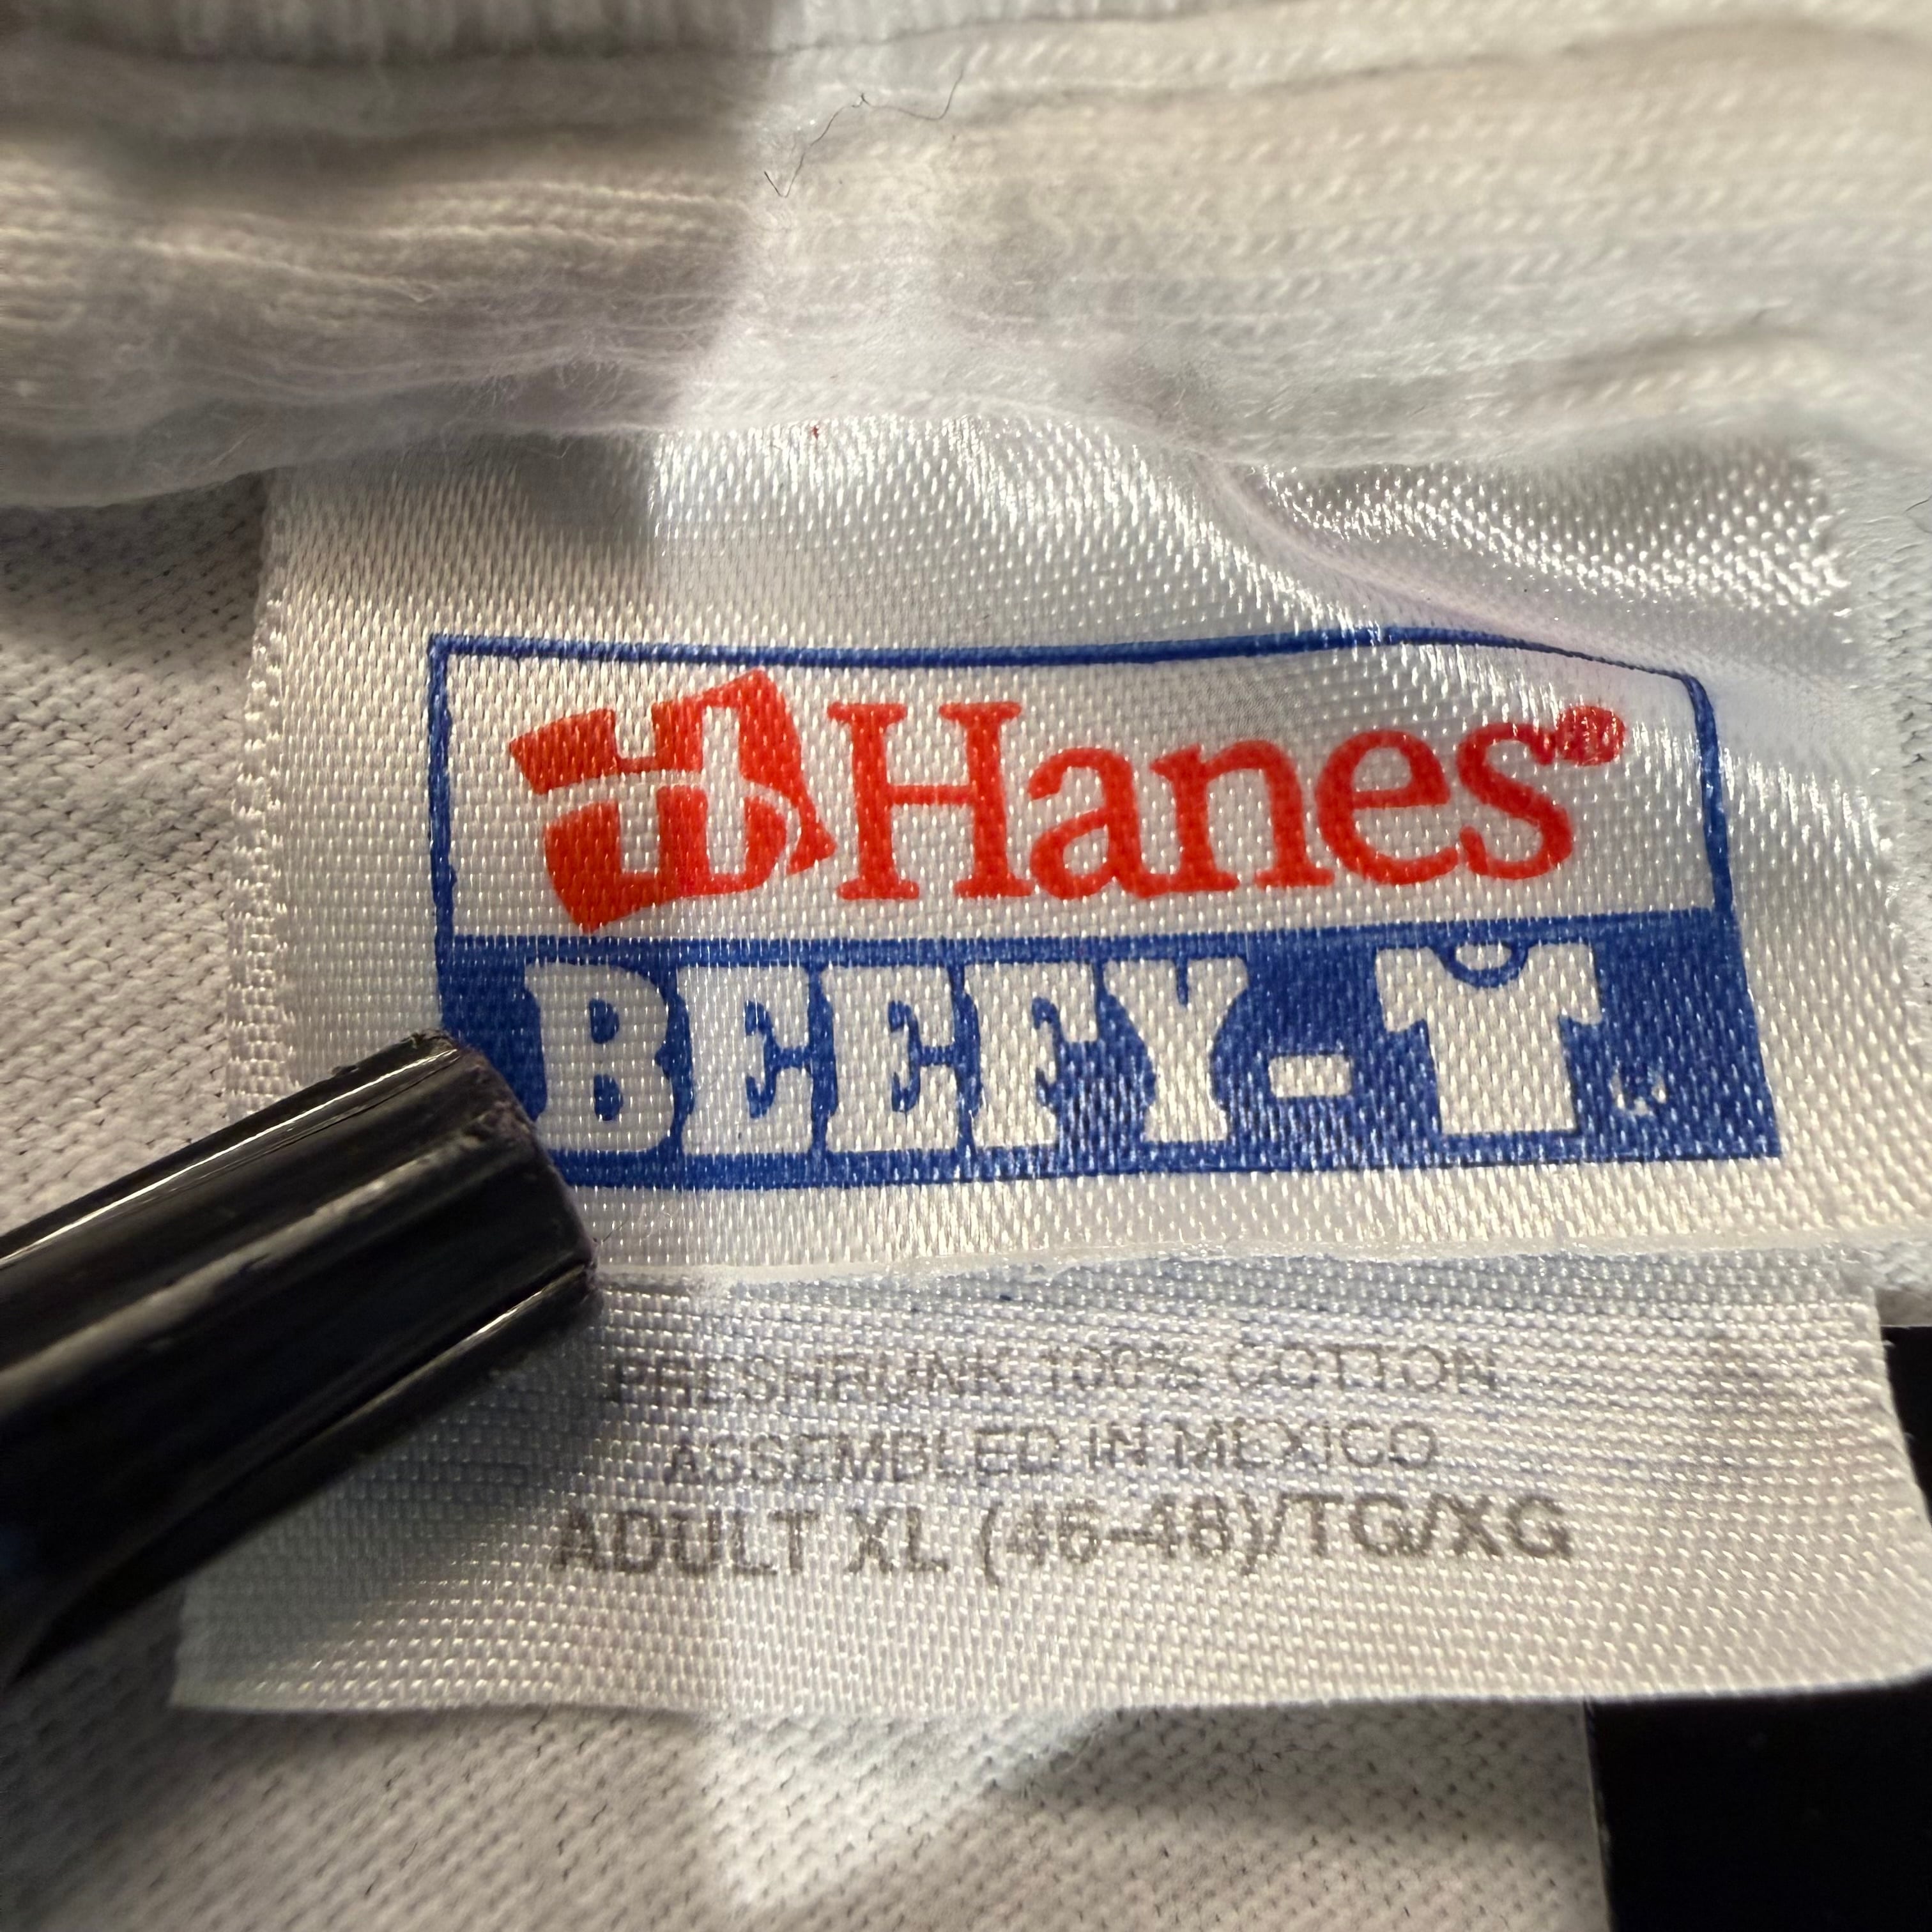 Hanes®
BEEFY-T
PRESHRUNK 100% COTTON
ASSEMBLED IN MEXICO
ADULT XL (46-48)/TG/XG